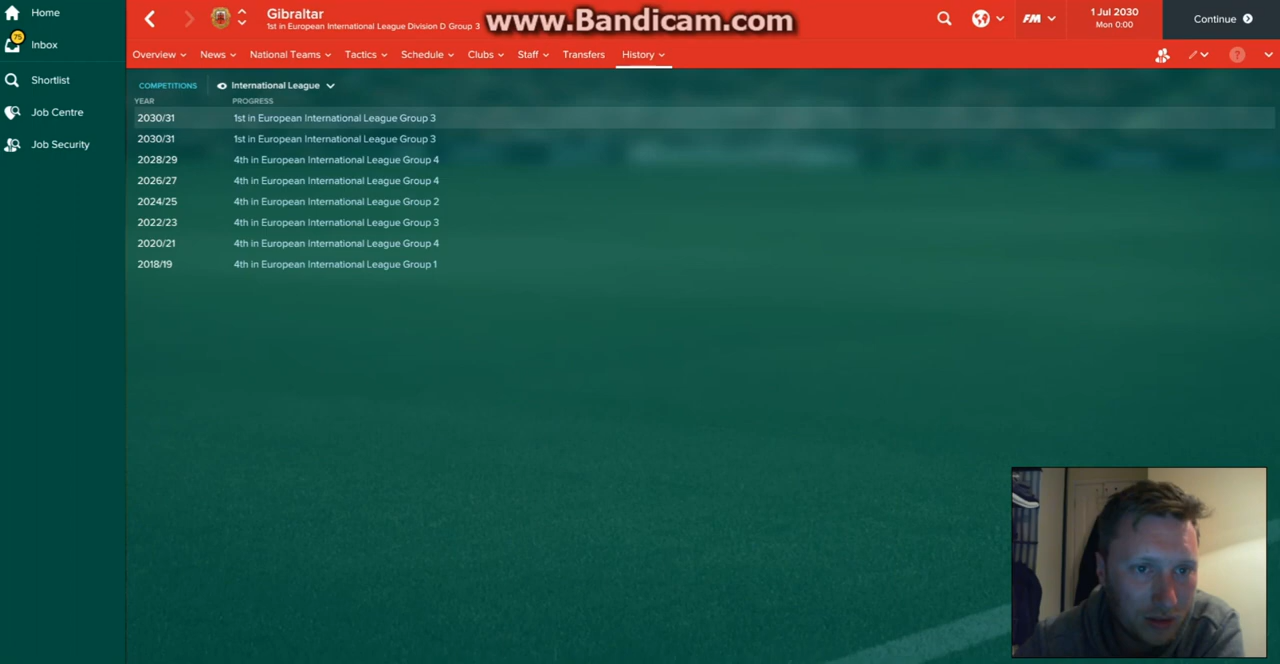 Home
75
Inbox
Shortlist
Job Centre
Job Security
Gibraltar
1st in European International League Division D Group 3
www.Bandicam.com
FM
1 Jul 2030
Mon 0:00
Continue
Overview
News
National Teams
Tactics
Schedule
Clubs
Staff
Transfers
History
?
COMPETITIONS
International League
YEAR PROGRESS
2030/31 1st in European International League Group 3
2030/31 1st in European International League Group 3
2028/29 4th in European International League Group 4
2026/27 4th in European International League Group 4
2024/25 4th in European International League Group 2
2022/23 4th in European International League Group 3
2020/21 4th in European International League Group 4
2018/19 4th in European International League Group 1